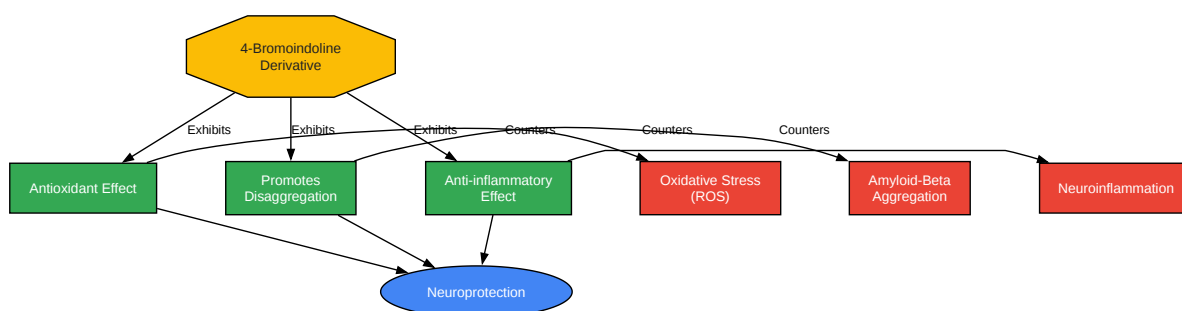 4-Bromoindoline
Derivative
Exhibits
Exhibits
Exhibits
Counters
Counters
Counters
Antioxidant Effect
Promotes
Disaggregation
Anti-inflammatory
Effect
Oxidative Stress
(ROS)
Amyloid-Beta
Aggregation
Neuroinflammation
Neuroprotection